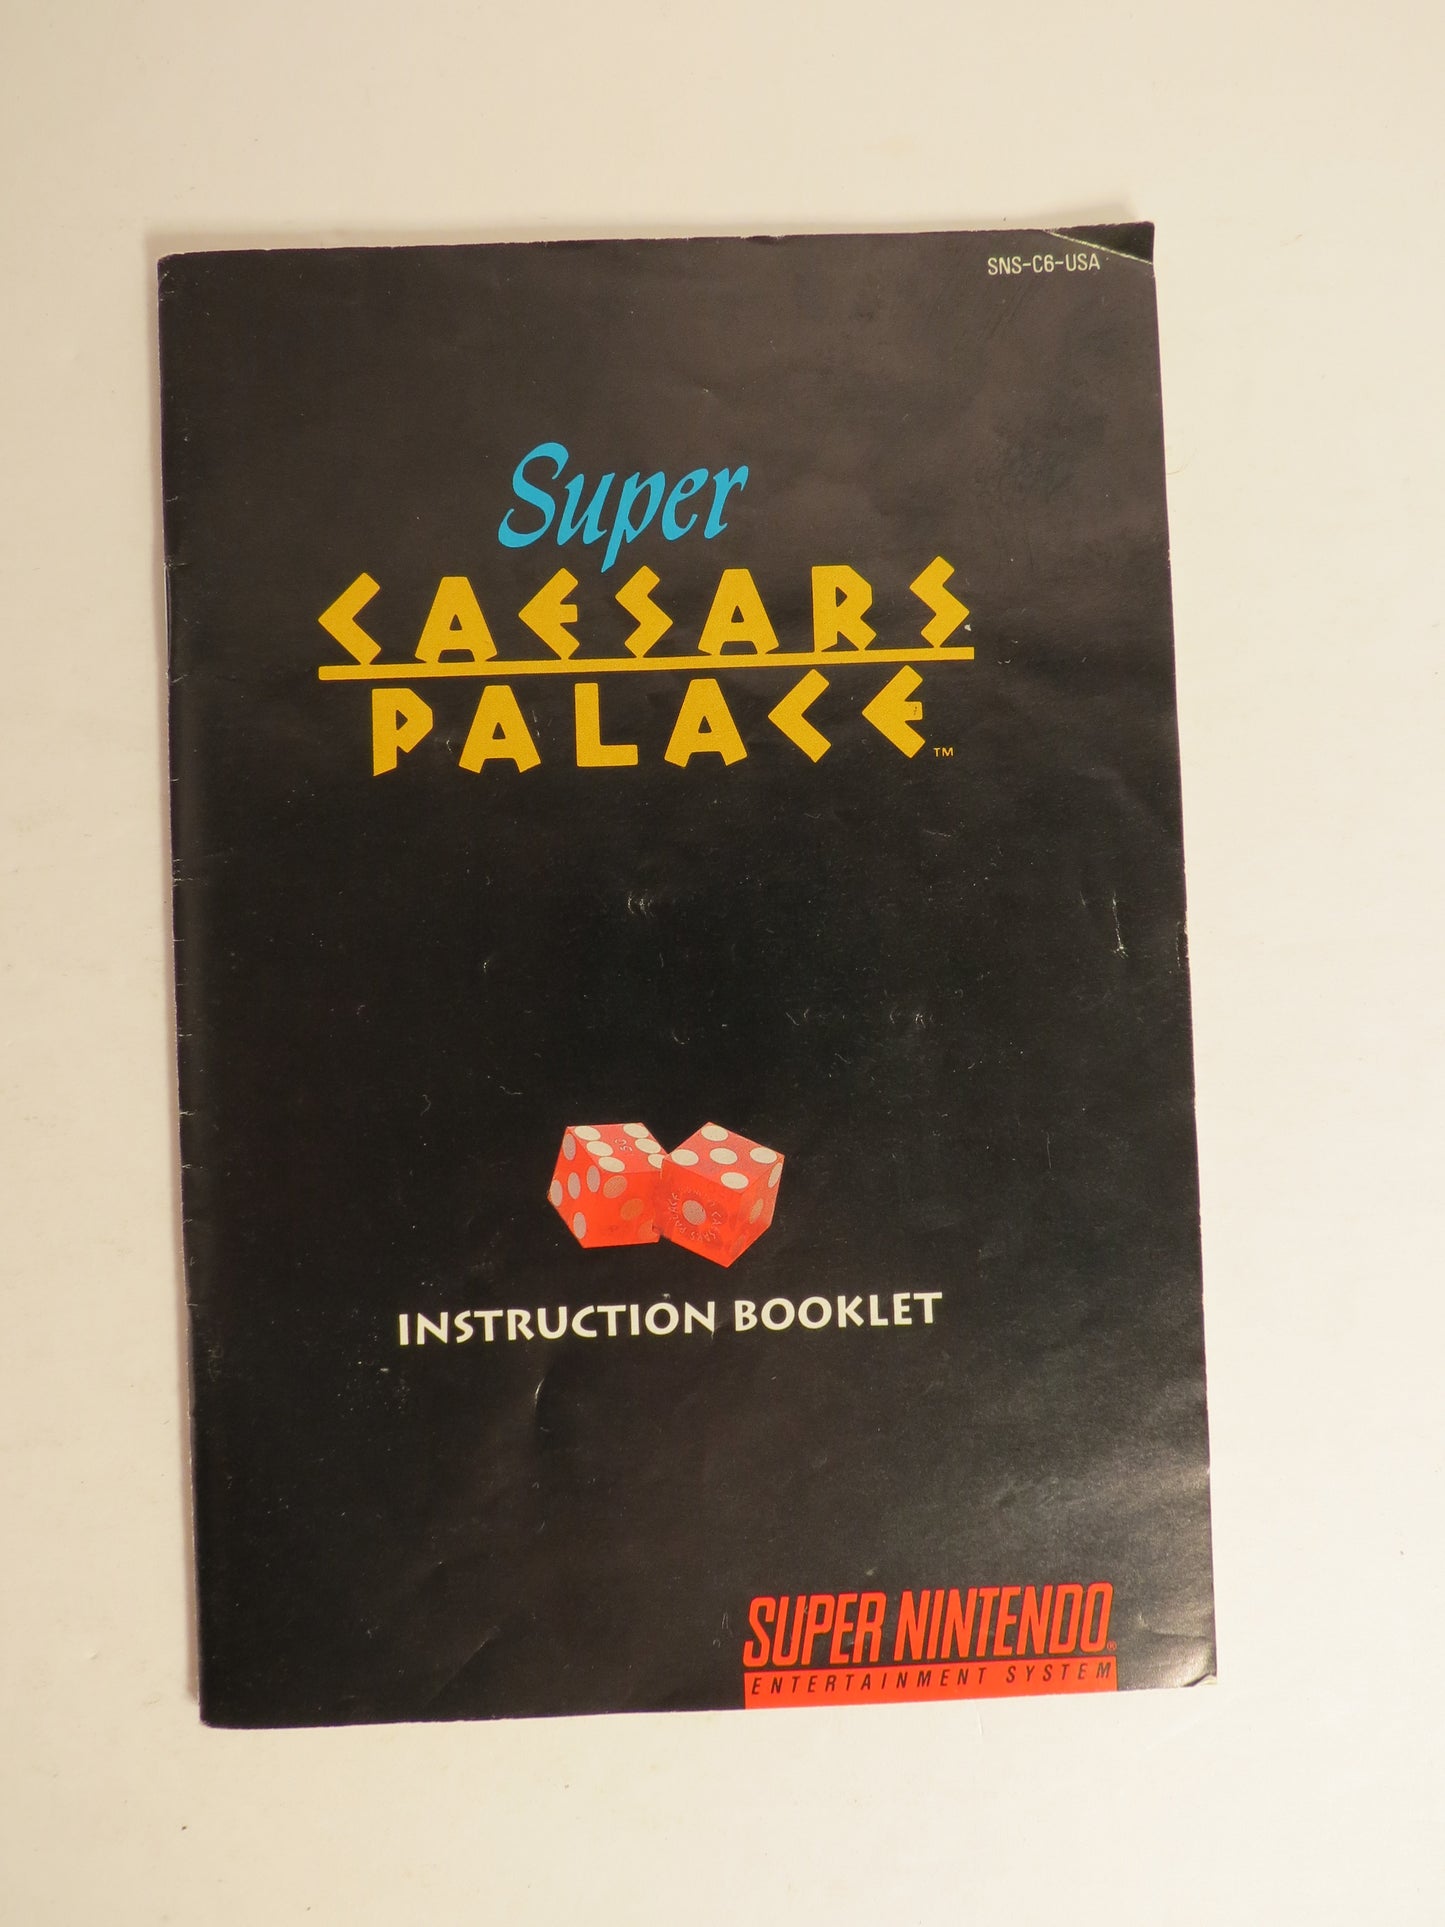 SNS-C6-USA
Super
CAESARS
PALACE™
INSTRUCTION BOOKLET
SUPER NINTENDO®
ENTERTAINMENT SYSTEM